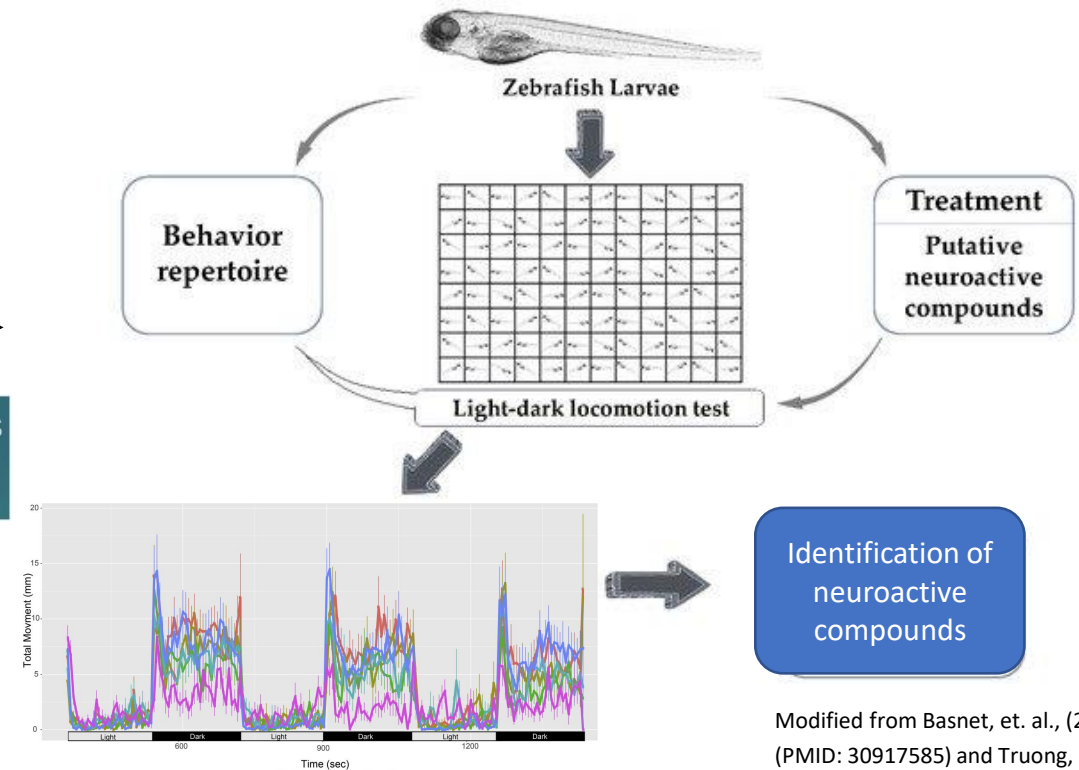 Zebrafish Larvae
Behavior
repertoire
Treatment
Putative
neuroactive
compounds
Light-dark locomotion test
s
20
15
10
5
0
Total Movment (mm)
Light
Dark
Light
Dark
Light
Dark
600
900
1200
Time (sec)
Identification of
neuroactive
compounds
Modified from Basnet, et. al., (2
(PMID: 30917585) and Truong,